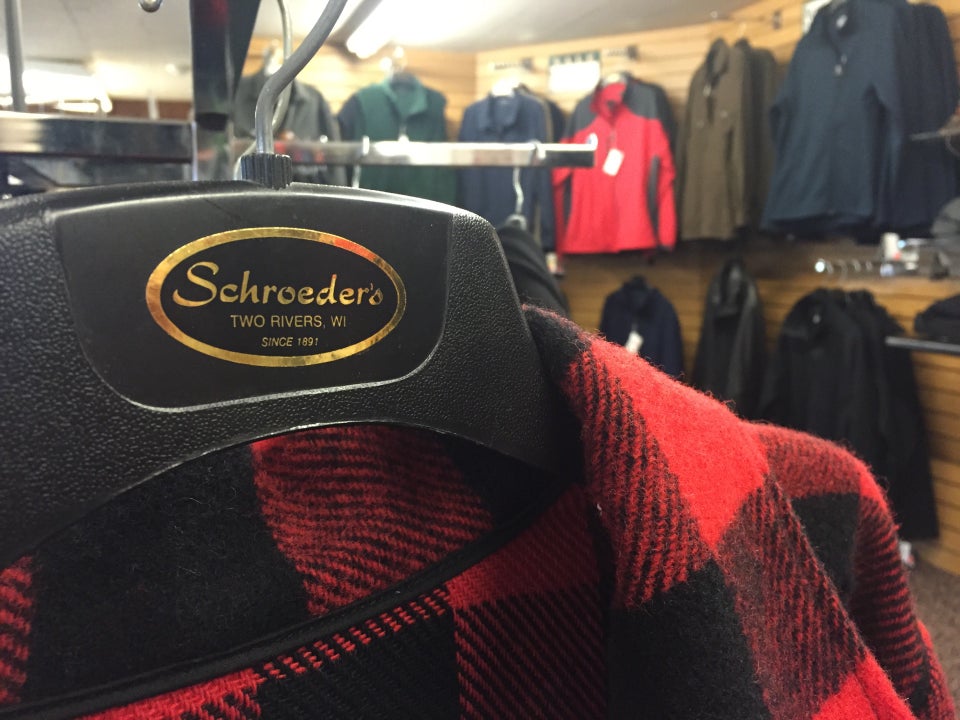 Schroeder's
TWO RIVERS, WI
SINCE 1891